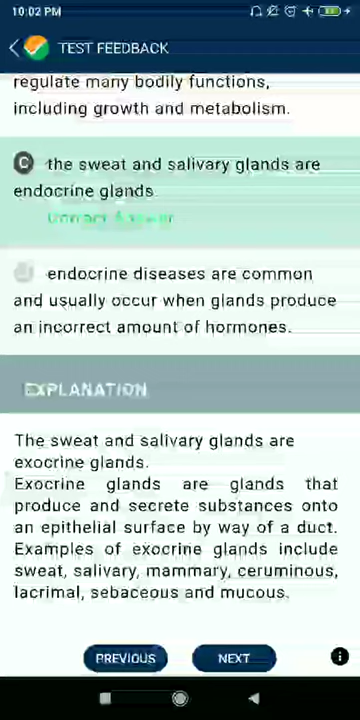 10:02 PM
TEST FEEDBACK
regulate many bodily functions,
including growth and metabolism.
C the sweat and salivary glands are
endocrine glands
Correct Answer
endocrine diseases are common
and usually occur when glands produce
an incorrect amount of hormones.
EXPLANATION
The sweat and salivary glands are
exocrine glands.
Exocrine glands are glands that
produce and secrete substances onto
an epithelial surface by way of a duct.
Examples of exocrine glands include
sweat, salivary, mammary, ceruminous,
lacrimal, sebaceous and mucous.
PREVIOUS
NEXT